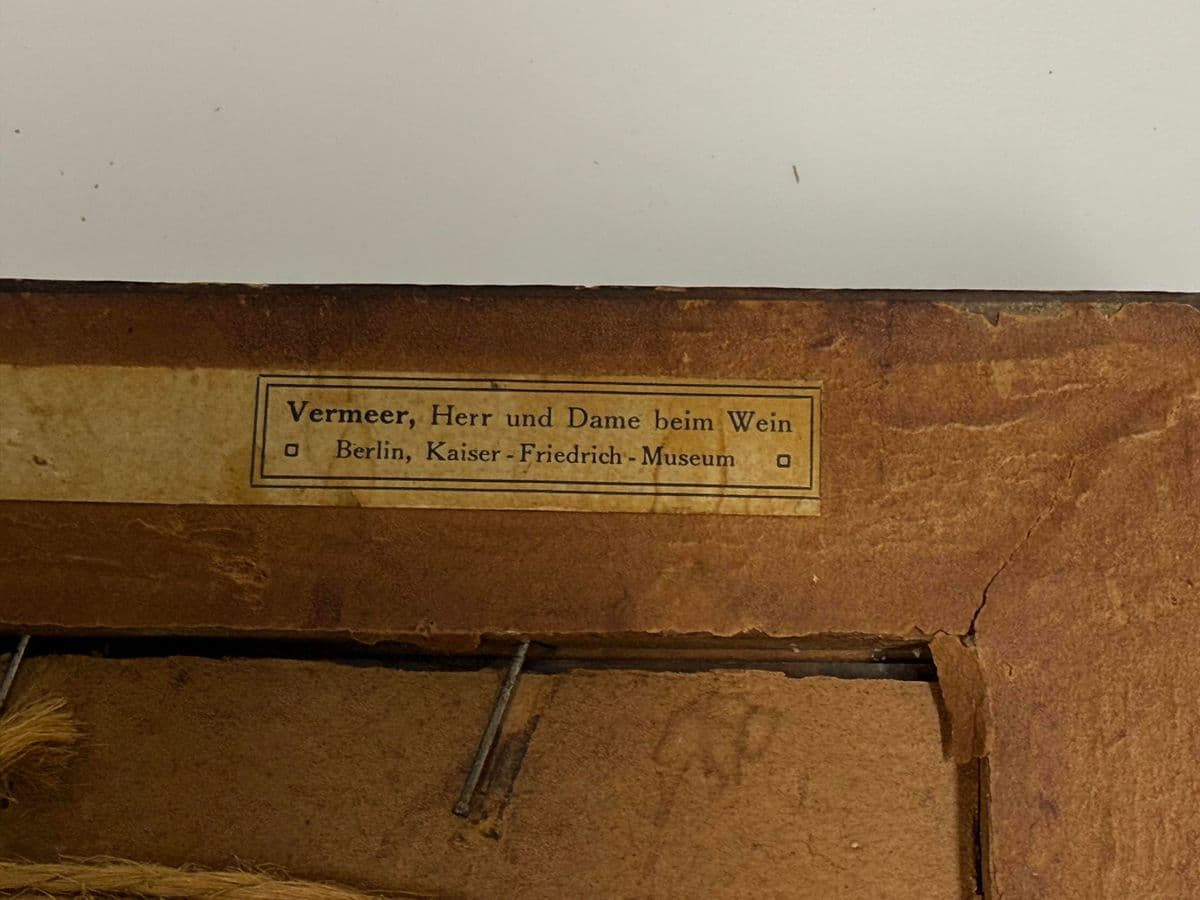 Vermeer, Herr und Dame beim Wein
Berlin, Kaiser-Friedrich-Museum